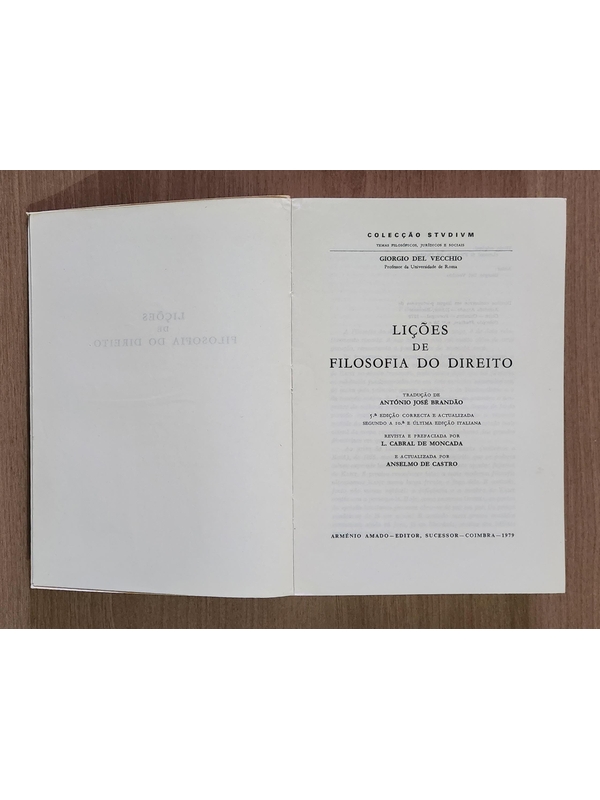 COLECÇÃO STVDIVM
TEMAS FILOSÓFICOS, JURÍDICOS E SOCIAIS
GIORGIO DEL VECCHIO
Professor da Universidade de Roma
LIÇÕES
DE
FILOSOFIA DO DIREITO
TRADUÇÃO DE
ANTÓNIO JOSÉ BRANDÃO
5.ª EDIÇÃO CORRECTA E ACTUALIZADA
SEGUNDO A 10.ª E ÚLTIMA EDIÇÃO ITALIANA
REVISTA E PREFACIADA POR
L. CABRAL DE MONCADA
E ACTUALIZADA POR
ANSELMO DE CASTRO
ARMÉNIO AMADO—EDITOR, SUCESSOR—COIMBRA—1979